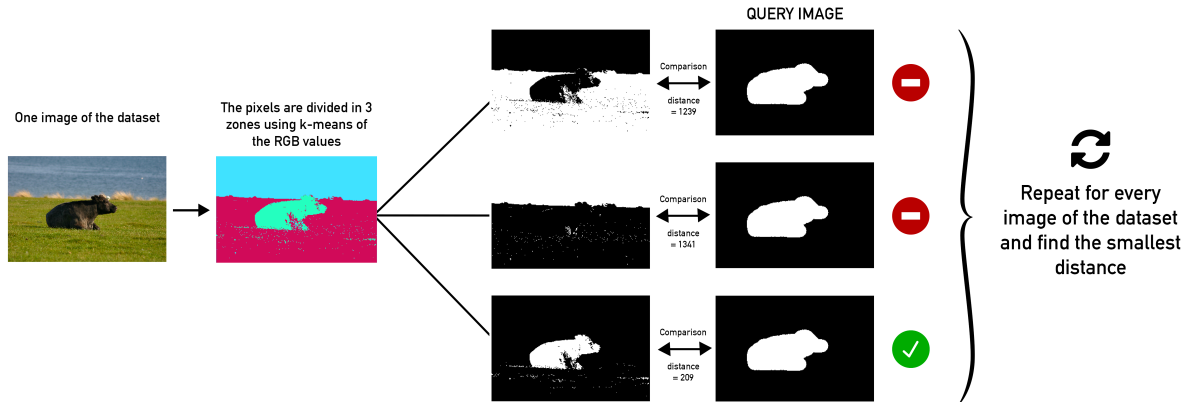 One image of the dataset
The pixels are divided in 3
zones using k-means of
the RGB values
QUERY IMAGE
Comparison
distance
= 1239
Comparison
distance
= 1341
Comparison
distance
= 209
Repeat for every
image of the dataset
and find the smallest
distance